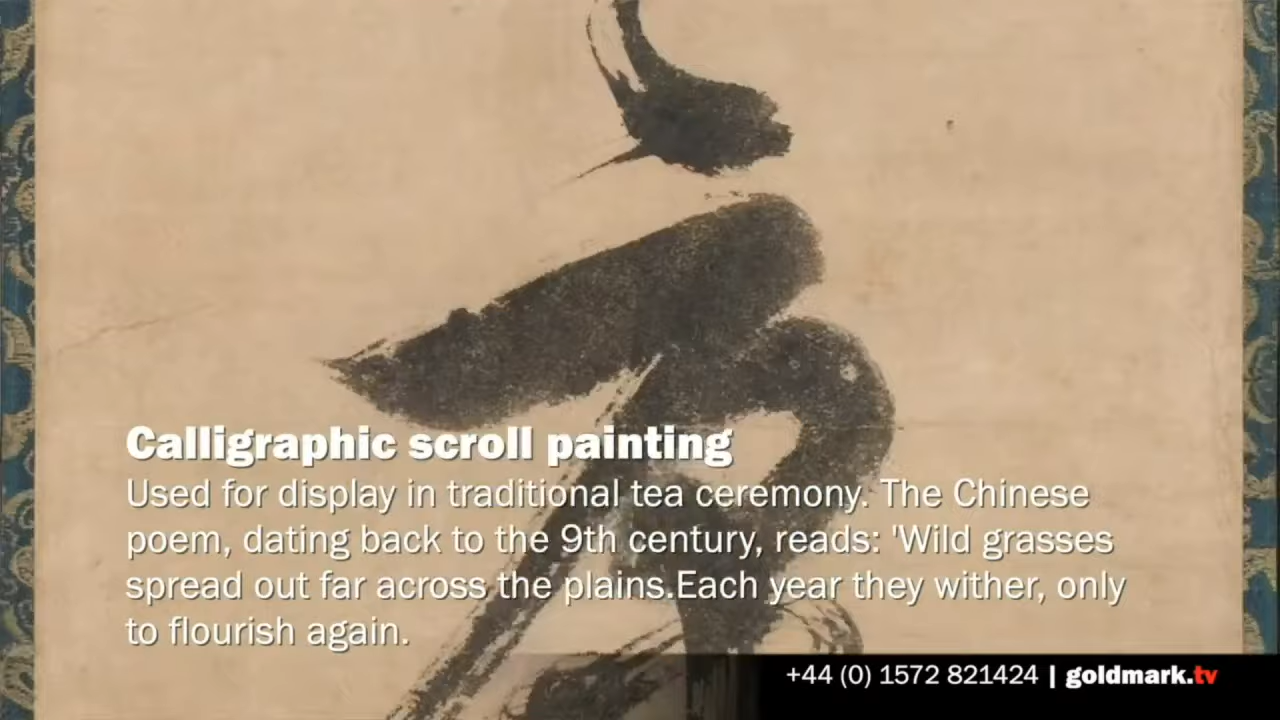 Calligraphic scroll painting
Used for display in traditional tea ceremony. The Chinese
poem, dating back to the 9th century, reads: 'Wild grasses
spread out far across the plains.Each year they wither, only
to flourish again.
+44 (0) 1572 821424 | goldmark.tv